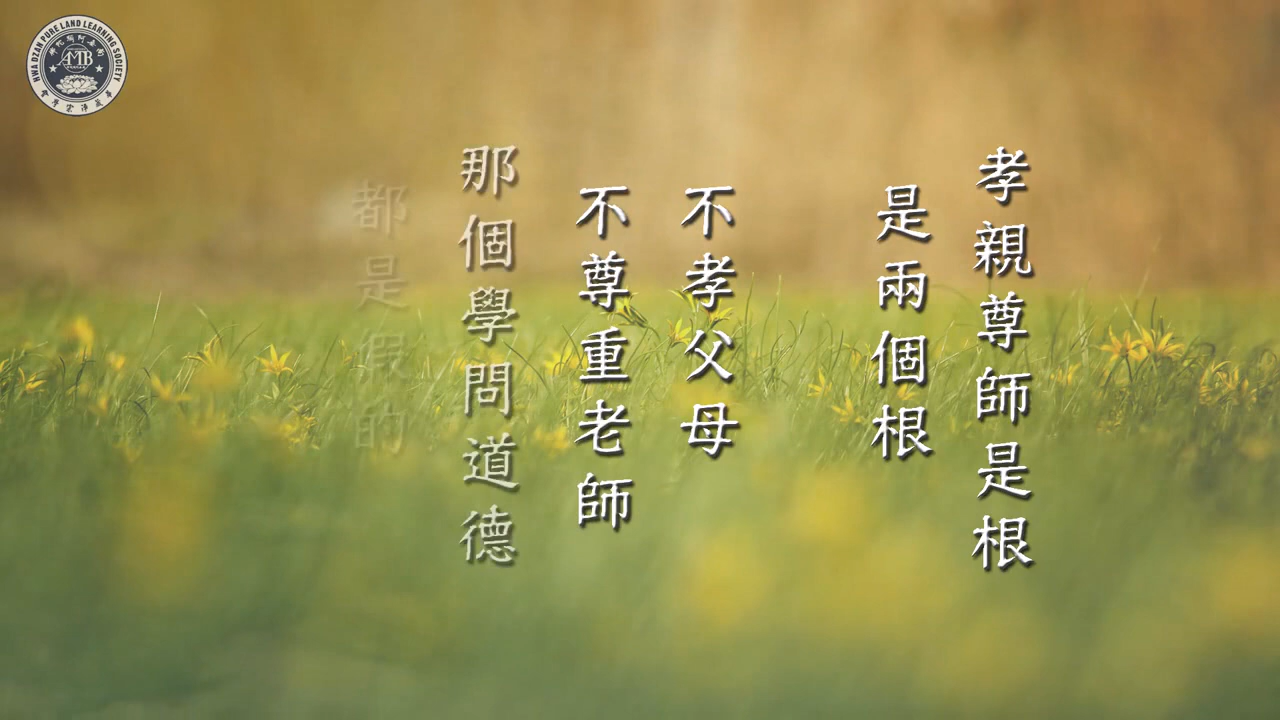 孝親尊師是根
是兩個根
不孝父母
不尊重老師
那個學問道德
都是假的
HWA DZAN PURE LAND LEARNING SOCIETY
AMB